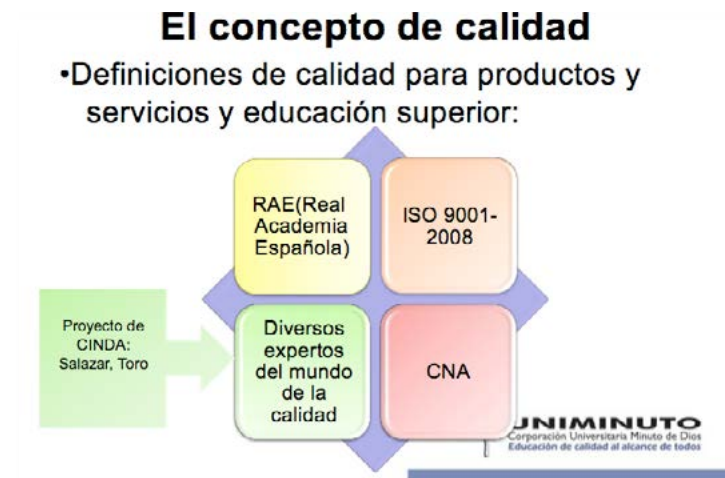 El concepto de calidad
•Definiciones de calidad para productos y
servicios y educación superior:
RAE(Real
Academia
Española)
ISO 9001-
2008
Proyecto de
CINDA:
Salazar, Toro
Diversos
expertos
del mundo
de la
calidad
CNA
UNIMINUTO
Corporación Universitaria Minuto de Dios
Educación de calidad al alcance de todos